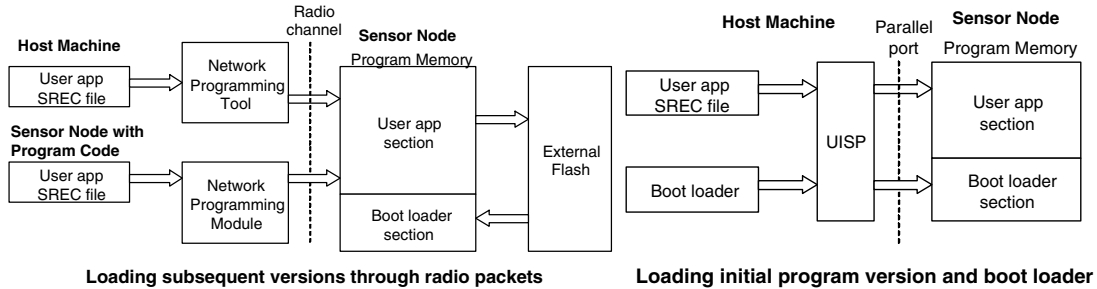 Radio
channel
Host Machine
User app
SREC file
Network
Programming
Tool
Sensor Node with
Program Code
User app
SREC file
Network
Programming
Module
Sensor Node
Program Memory
User app
section
Boot loader
section
External
Flash
Loading subsequent versions through radio packets
Host Machine
User app
SREC file
Boot loader
UISP
Parallel
port
Sensor Node
Program Memory
User app
section
Boot loader
section
Loading initial program version and boot loader